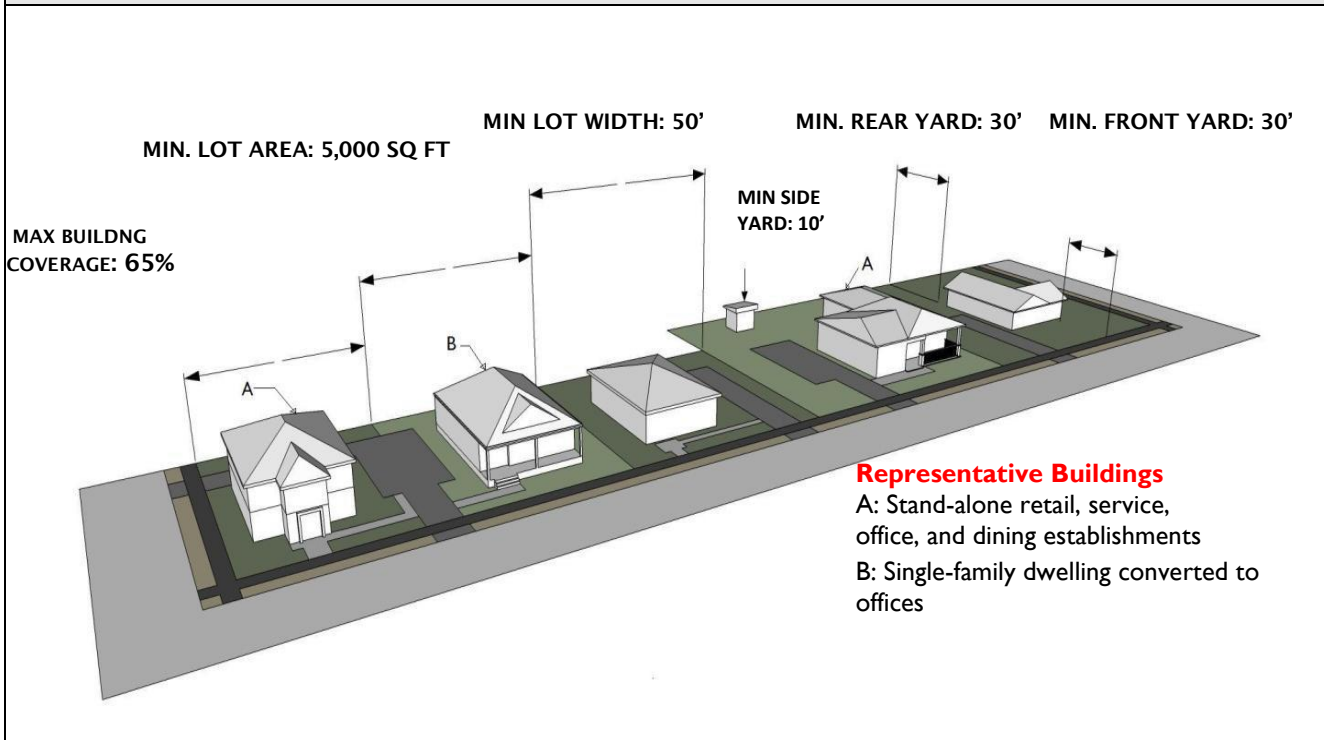 MIN LOT WIDTH: 50’
MIN. REAR YARD: 30’
MIN. FRONT YARD: 30’
MIN. LOT AREA: 5,000 SQ FT
MIN SIDE
YARD: 10’
MAX BUILDNG
COVERAGE: 65%
A
B
A
Representative Buildings
A: Stand-alone retail, service,
office, and dining establishments
B: Single-family dwelling converted to
offices